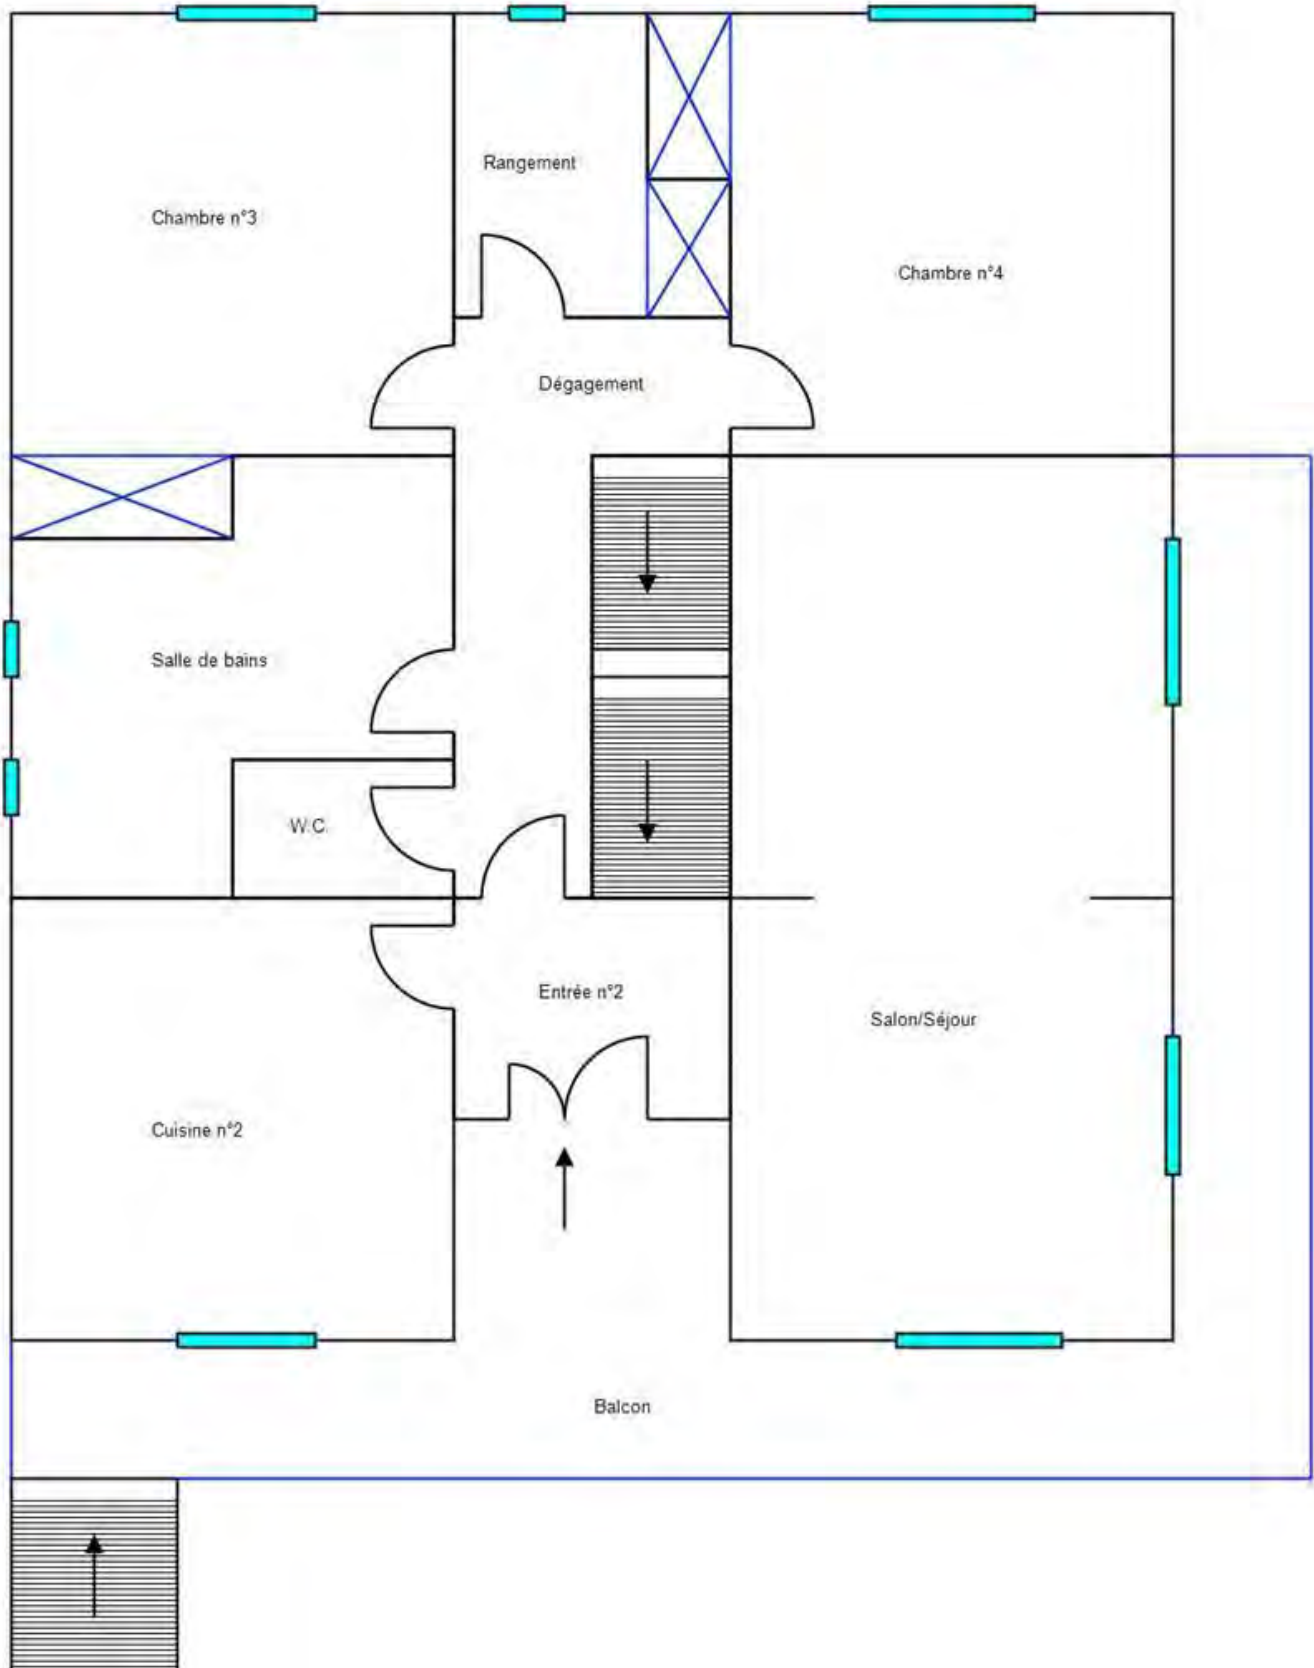 Rangement
Chambre n°3
Chambre n°4
Dégagement
Salle de bains
W.C.
Entrée n°2
Salon/Séjour
Cuisine n°2
Balcon